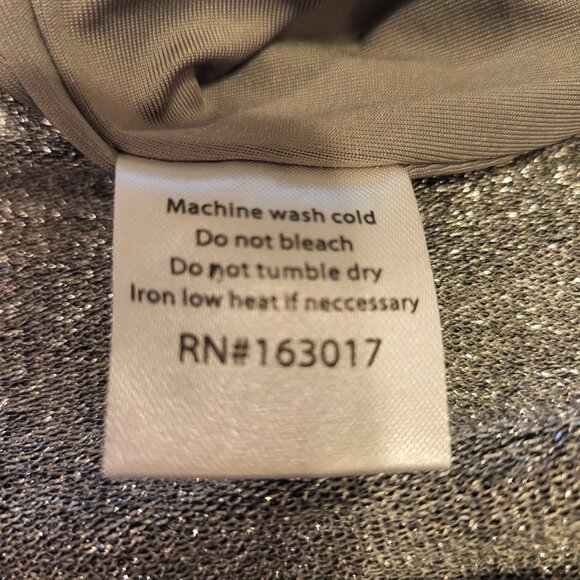 Machine wash cold
Do not bleach
Do not tumble dry
Iron low heat if neccessary
RN#163017